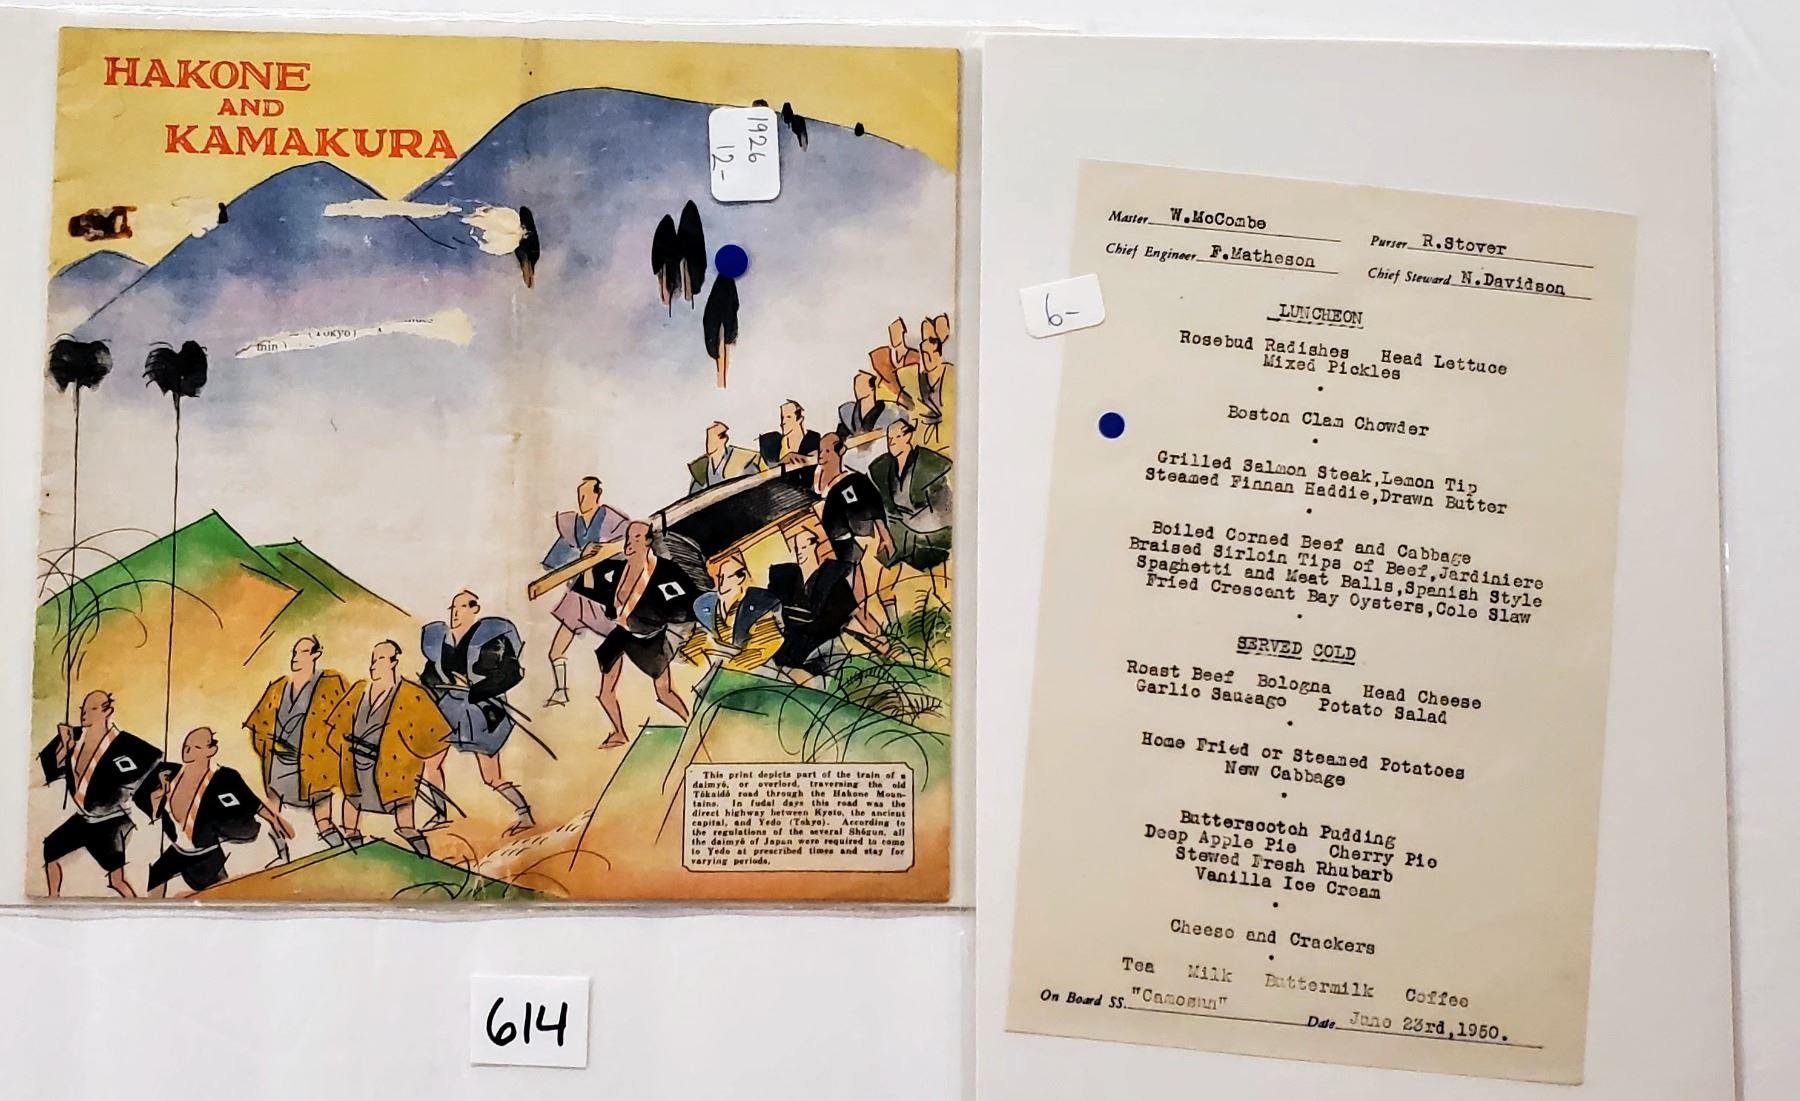 HAKONE
AND
KAMAKURA
1926
12-
(Tokyo)
min)
This print depicts part of the train of a
daimyō, or overlord, traversing the old
Tōkaidō road through the Hakone Moun-
tains. In fudal days this road was the
direct highway between Kyoto, the ancient
capital, and Yedo (Tokyo). According to
the regulations of the several Shōgun, all
the daimyō of Japan were required to come
to Yedo at prescribed times and stay for
varying periods.
614
6-
Master W.McCombe
Purser R.Stover
Chief Engineer F.Matheson
Chief Steward N.Davidson
LUNCHEON
Rosebud Radishes Head Lettuce
Mixed Pickles
Boston Clam Chowder
Grilled Salmon Steak,Lemon Tip
Steamed Finnan Haddie,Drawn Butter
Boiled Corned Beef and Cabbage
Braised Sirloin Tips of Beef,Jardiniere
Spaghetti and Meat Balls,Spanish Style
Fried Crescent Bay Oysters,Cole Slaw
SERVED COLD
Roast Beef Bologna Head Cheese
Garlic Sausage Potato Salad
Home Fried or Steamed Potatoes
New Cabbage
Butterscotch Pudding
Deep Apple Pie Cherry Pie
Stewed Fresh Rhubarb
Vanilla Ice Cream
Cheese and Crackers
Tea Milk Buttermilk Coffee
On Board SS. "Camosun"
Date June 23rd,1950.